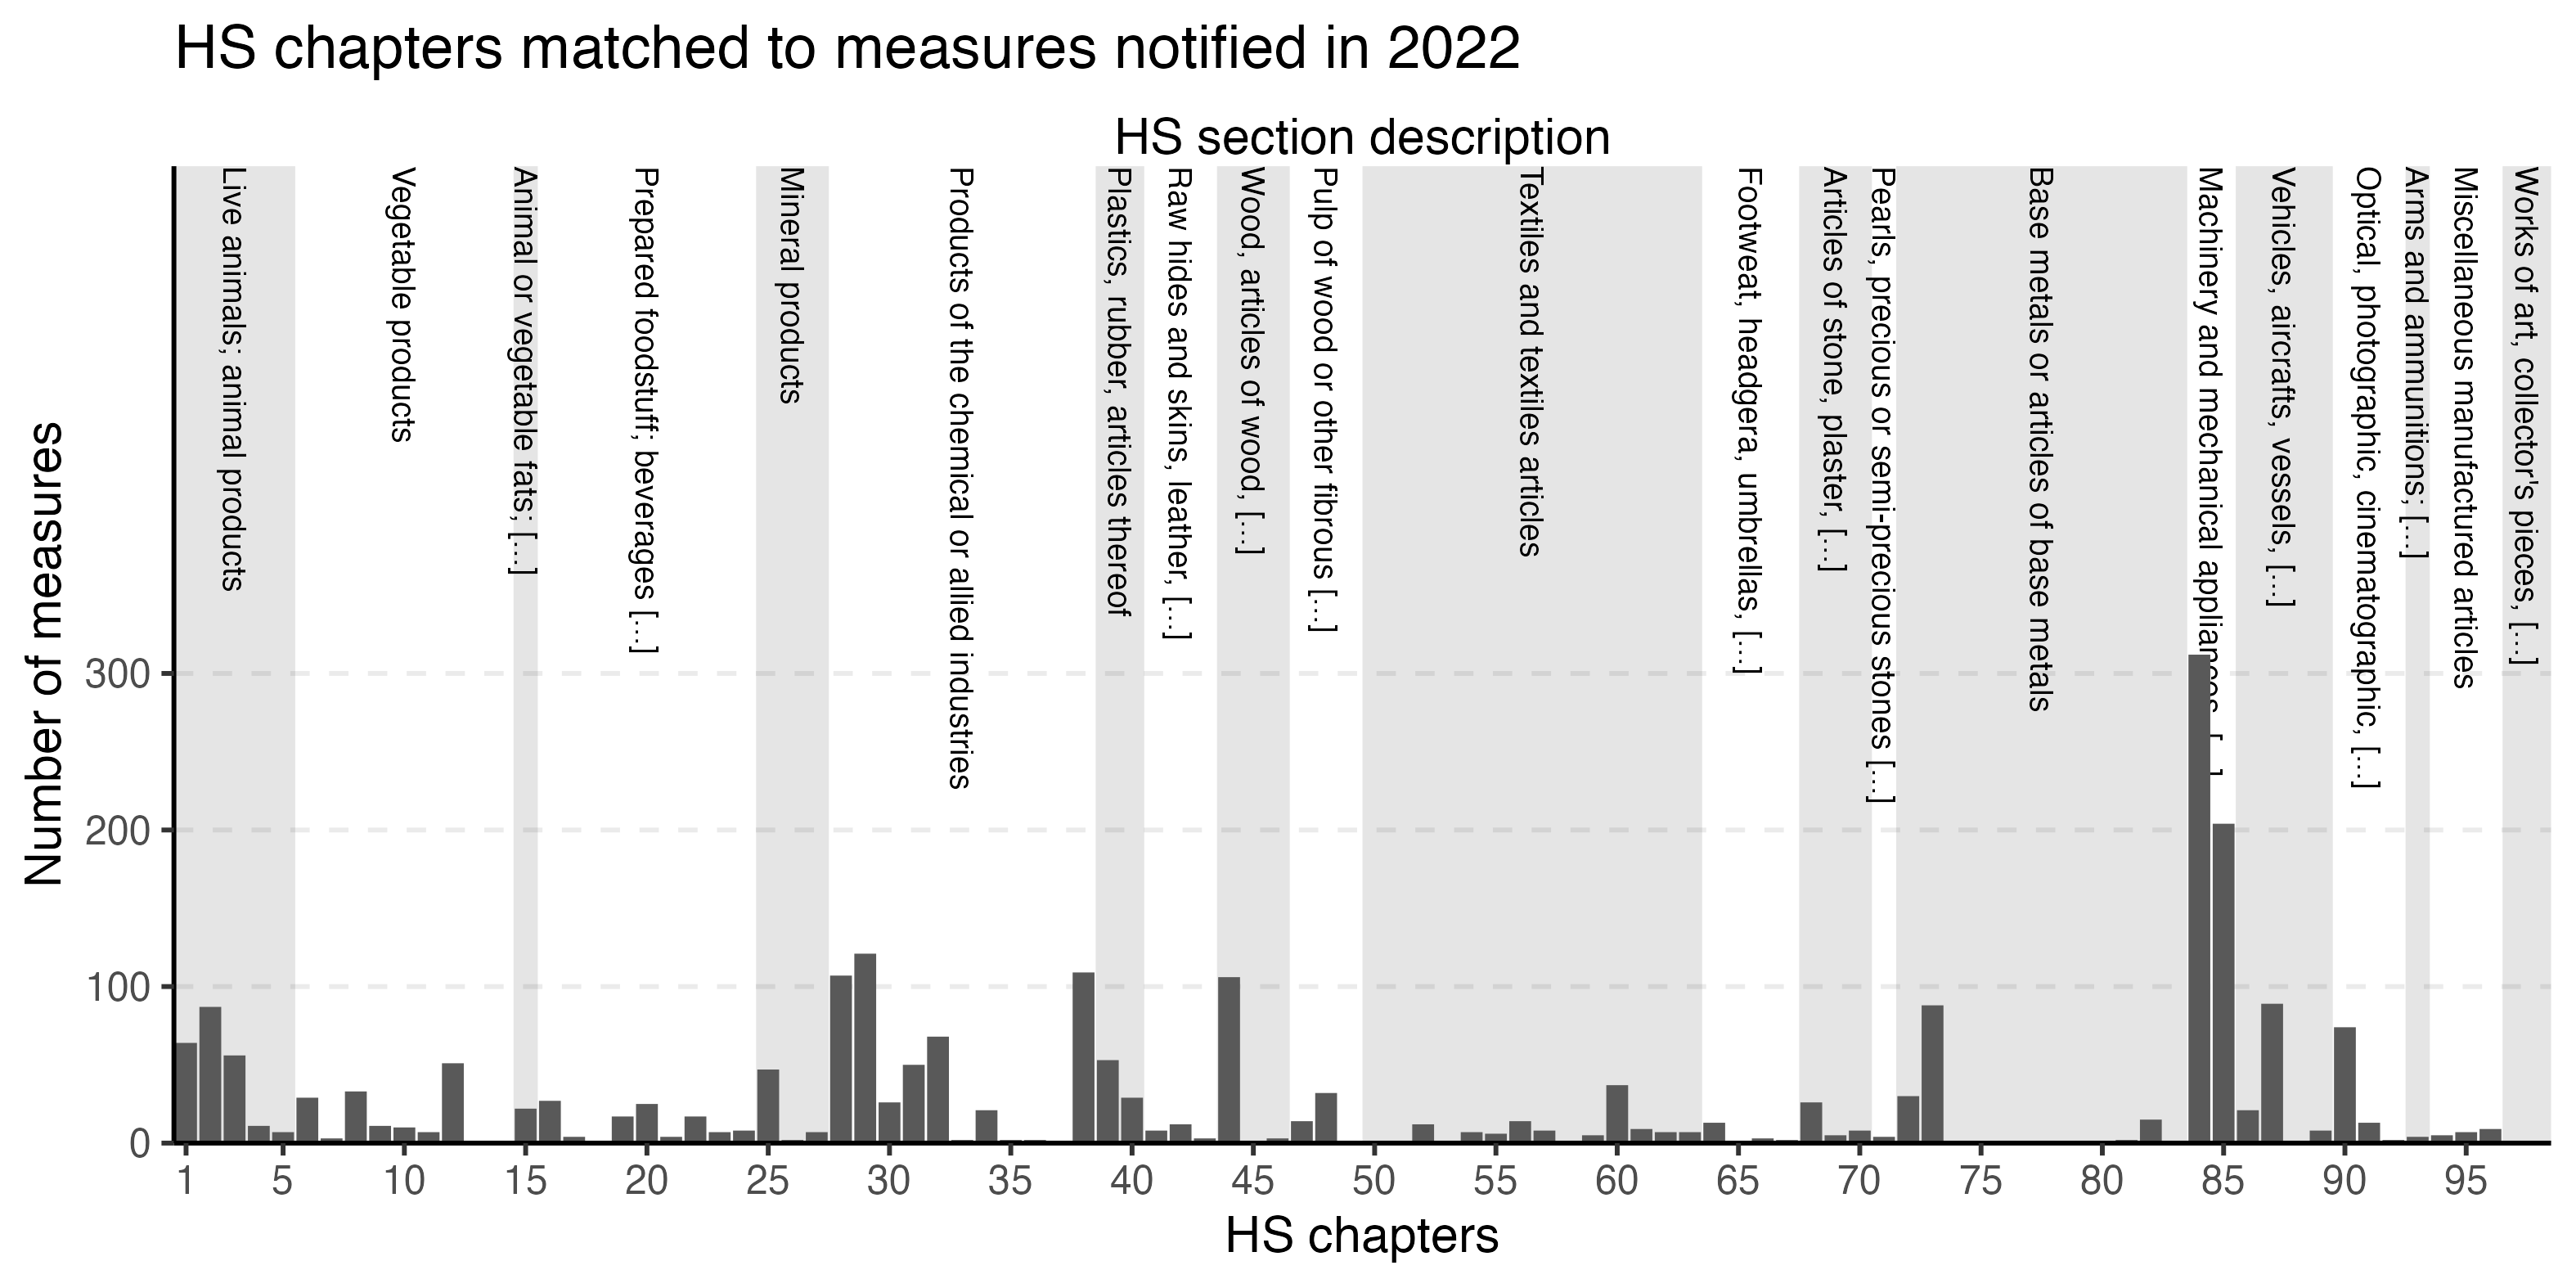 HS chapters matched to measures notified in 2022
HS section description
Live animals; animal products
Vegetable products
Animal or vegetable fats; [...]
Prepared foodstuff; beverages [...]
Mineral products
Products of the chemical or allied industries
Plastics, rubber, articles thereof
Raw hides and skins, leather, [...]
Wood, articles of wood, [...]
Pulp of wood or other fibrous [...]
Textiles and textiles articles
Footweat, headgera, umbrellas, [...]
Articles of stone, plaster, [...]
Pearls, precious or semi-precious stones [...]
Base metals or articles of base metals
Machinery and mechanical appliances
Vehicles, aircrafts, vessels, [...]
Optical, photographic, cinematographic, [...]
Arms and ammunitions; [...]
Miscellaneous manufactured articles
Works of art, collector's pieces, [...]
Number of measures
300
200
100
0
1 5 10 15 20 25 30 35 40 45 50 55 60 65 70 75 80 85 90 95
HS chapters